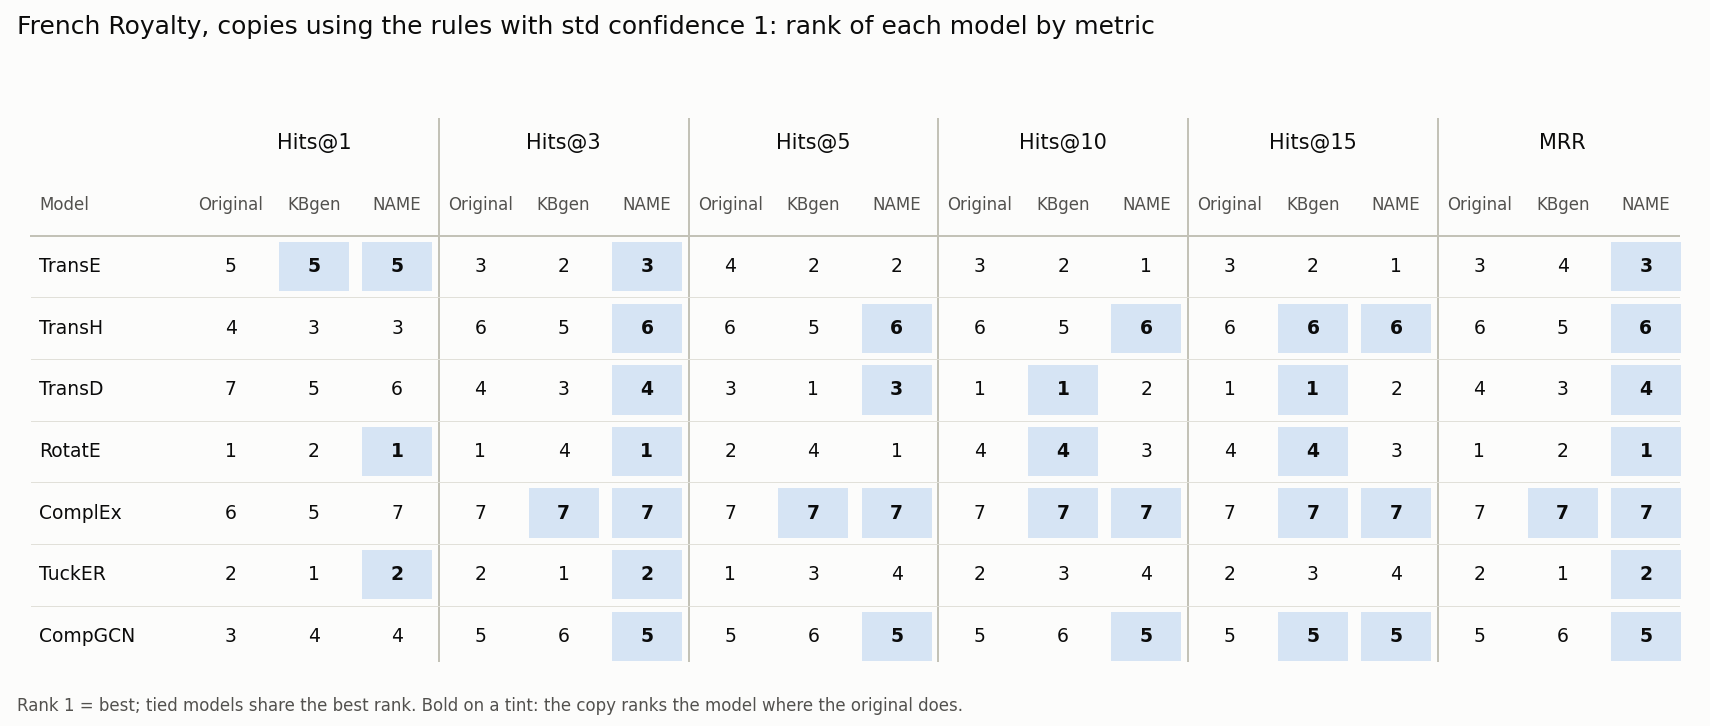 French Royalty, copies using the rules with std confidence 1: rank of each model by metric
Hits@1 Hits@3 Hits@5 Hits@10 Hits@15 MRR
Model Original KBgen NAME Original KBgen NAME Original KBgen NAME Original KBgen NAME Original KBgen NAME Original KBgen NAME
TransE 5 5 5 3 2 3 4 2 2 3 2 1 3 2 1 3 4 3
TransH 4 3 3 6 5 6 6 5 6 6 5 6 6 6 6 6 5 6
TransD 7 5 6 4 3 4 3 1 3 1 1 2 1 1 2 4 3 4
RotatE 1 2 1 1 4 1 2 4 1 4 4 3 4 4 3 1 2 1
ComplEx 6 5 7 7 7 7 7 7 7 7 7 7 7 7 7 7 7 7
TuckER 2 1 2 2 1 2 1 3 4 2 3 4 2 3 4 2 1 2
CompGCN 3 4 4 5 6 5 5 6 5 5 6 5 5 5 5 5 6 5
Rank 1 = best; tied models share the best rank. Bold on a tint: the copy ranks the model where the original does.